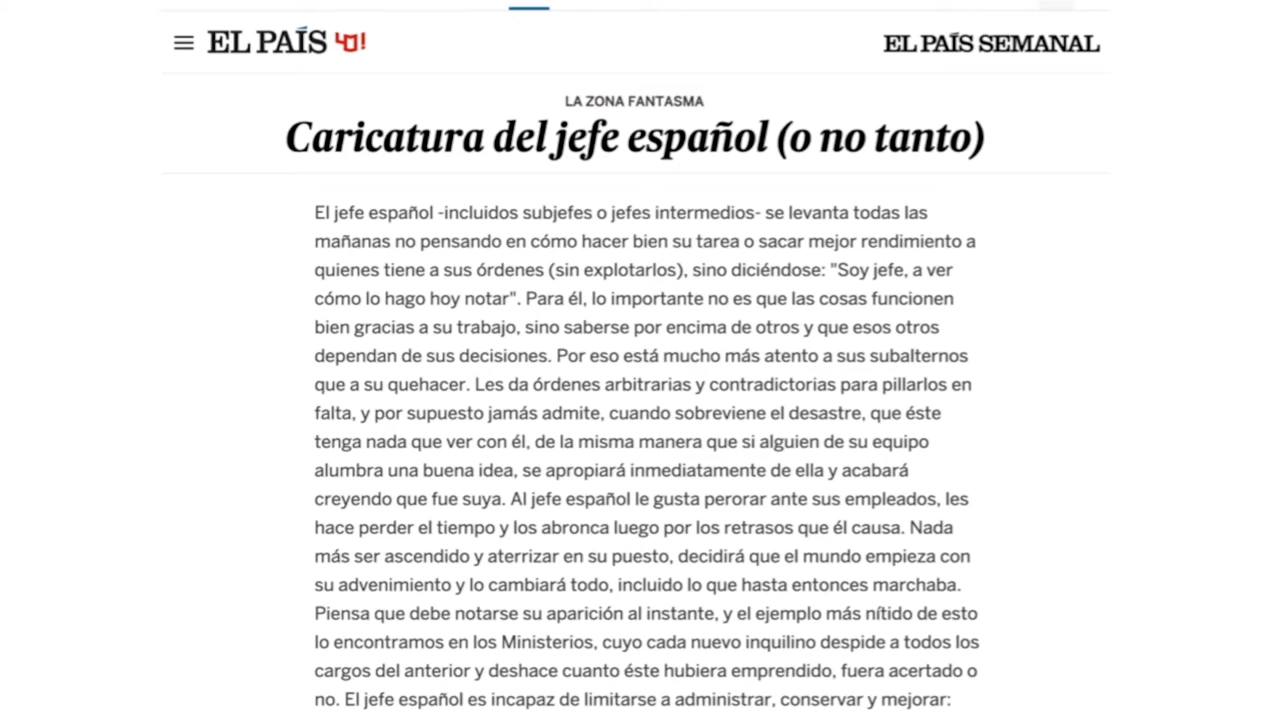 EL PAÍS 40!
EL PAÍS SEMANAL
LA ZONA FANTASMA
Caricatura del jefe español (o no tanto)
El jefe español -incluidos subjefes o jefes intermedios- se levanta todas las
mañanas no pensando en cómo hacer bien su tarea o sacar mejor rendimiento a
quienes tiene a sus órdenes (sin explotarlos), sino diciéndose: "Soy jefe, a ver
cómo lo hago hoy notar". Para él, lo importante no es que las cosas funcionen
bien gracias a su trabajo, sino saberse por encima de otros y que esos otros
dependan de sus decisiones. Por eso está mucho más atento a sus subalternos
que a su quehacer. Les da órdenes arbitrarias y contradictorias para pillarlos en
falta, y por supuesto jamás admite, cuando sobreviene el desastre, que éste
tenga nada que ver con él, de la misma manera que si alguien de su equipo
alumbra una buena idea, se apropiará inmediatamente de ella y acabará
creyendo que fue suya. Al jefe español le gusta perorar ante sus empleados, les
hace perder el tiempo y los abronca luego por los retrasos que él causa. Nada
más ser ascendido y aterrizar en su puesto, decidirá que el mundo empieza con
su advenimiento y lo cambiará todo, incluido lo que hasta entonces marchaba.
Piensa que debe notarse su aparición al instante, y el ejemplo más nítido de esto
lo encontramos en los Ministerios, cuyo cada nuevo inquilino despide a todos los
cargos del anterior y deshace cuanto éste hubiera emprendido, fuera acertado o
no. El jefe español es incapaz de limitarse a administrar, conservar y mejorar: